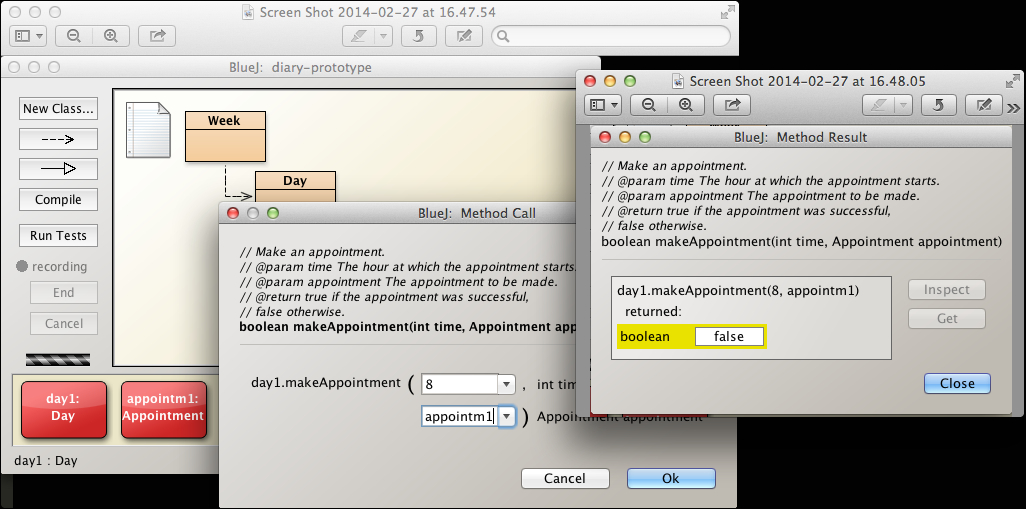 Screen Shot 2014-02-27 at 16.47.54
BlueJ: diary-prototype
New Class...
Compile
Run Tests
recording
End
Cancel
Week
Day
day1:
Day
appointm1:
Appointment
day1 : Day
BlueJ: Method Call
// Make an appointment.
// @param time The hour at which the appointment starts.
// @param appointment The appointment to be made.
// @return true if the appointment was successful,
// false otherwise.
boolean makeAppointment(int time, Appointment app
day1.makeAppointment ( 8 , int tim
appointm1 ) Appointment appointment
Cancel Ok
Screen Shot 2014-02-27 at 16.48.05
BlueJ: Method Result
// Make an appointment.
// @param time The hour at which the appointment starts.
// @param appointment The appointment to be made.
// @return true if the appointment was successful,
// false otherwise.
boolean makeAppointment(int time, Appointment appointment)
day1.makeAppointment(8, appointm1)
returned:
boolean false
Inspect
Get
Close